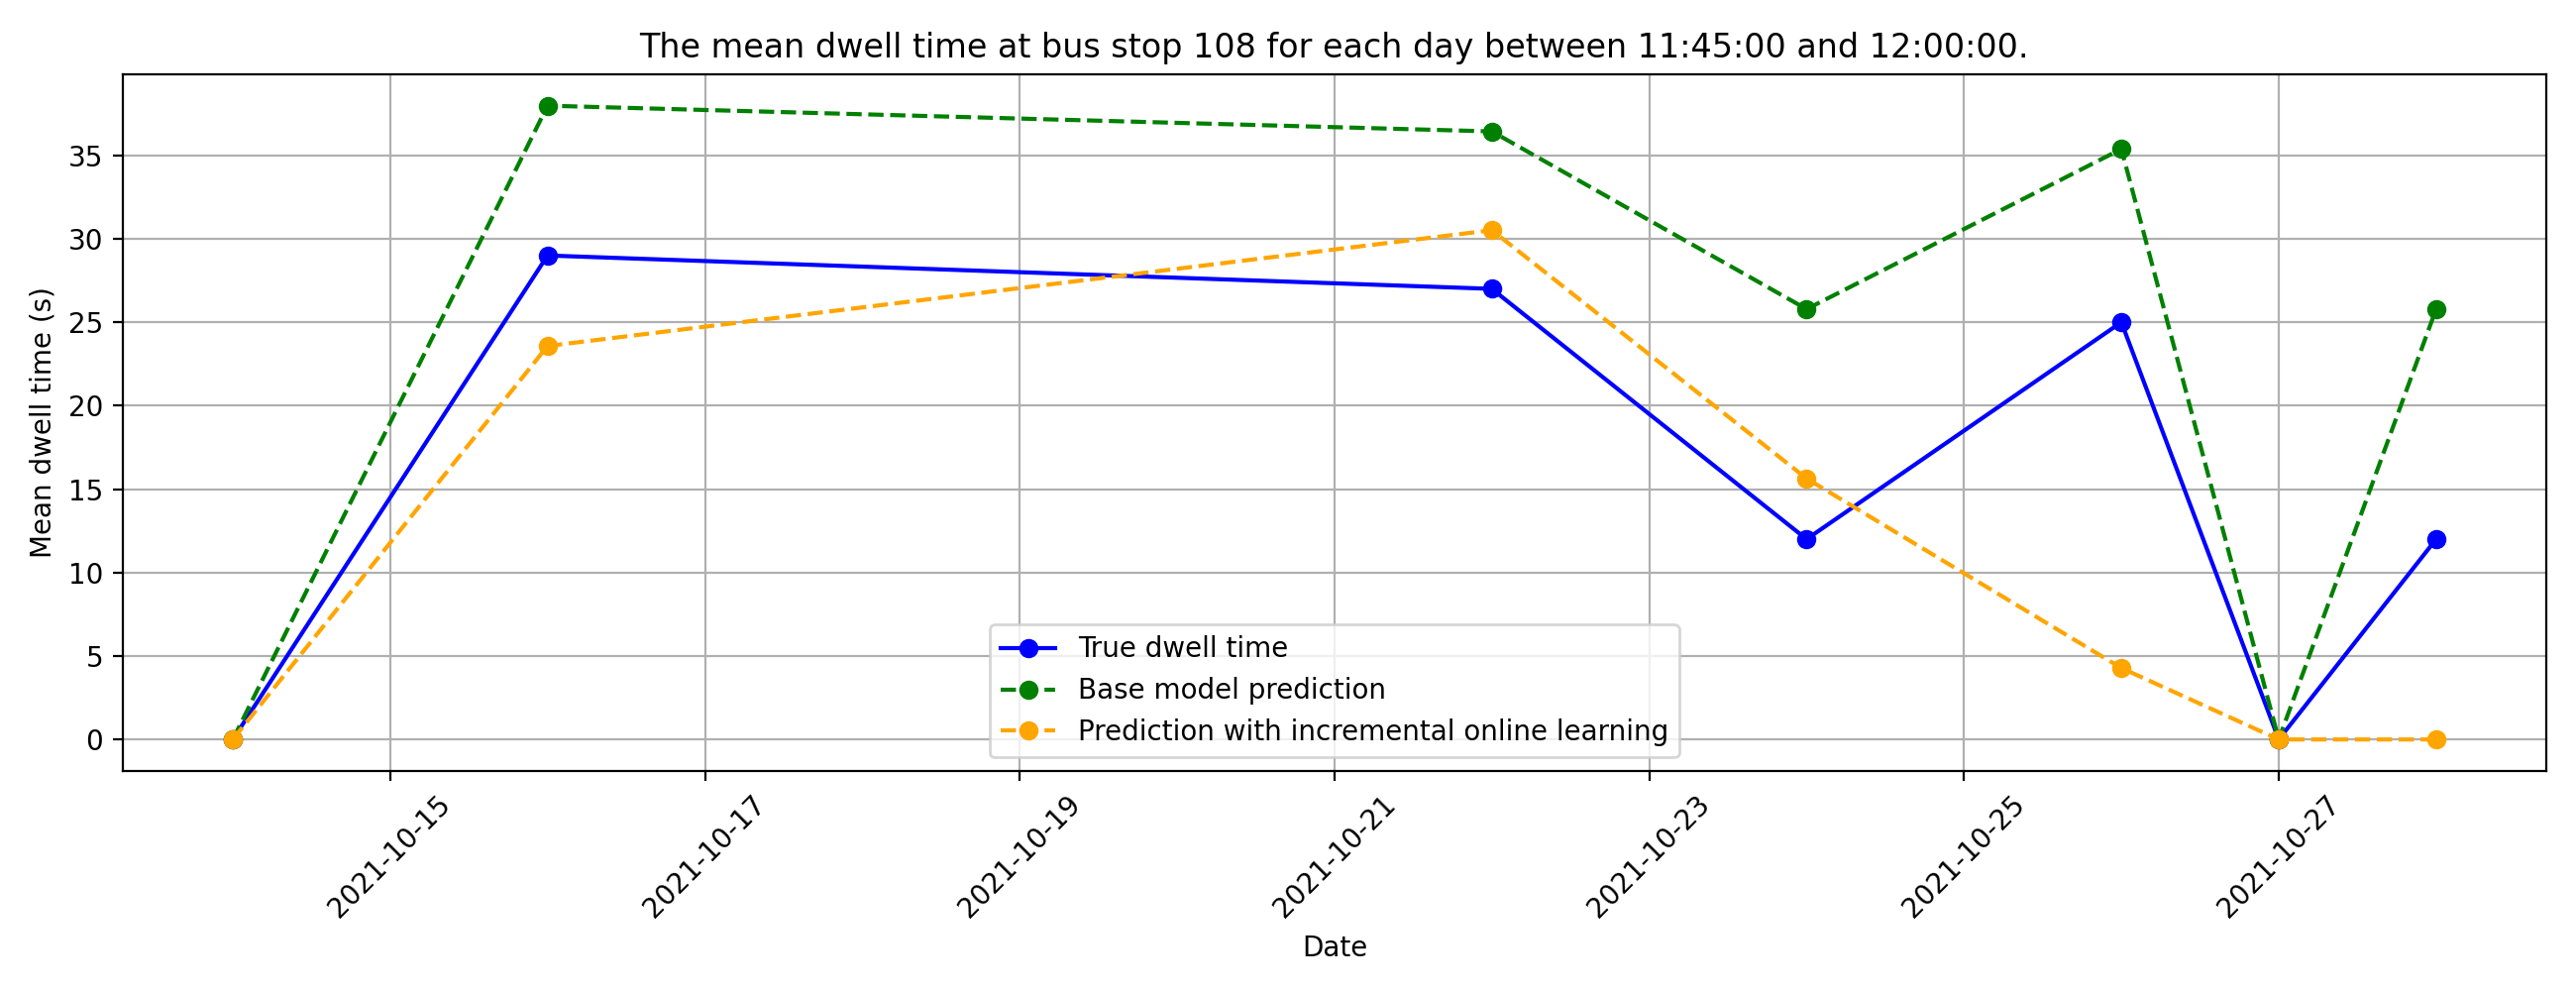 The mean dwell time at bus stop 108 for each day between 11:45:00 and 12:00:00.
Mean dwell time (s)
35
30
25
20
15
10
5
0
True dwell time
Base model prediction
Prediction with incremental online learning
2021-10-15
2021-10-17
2021-10-19
2021-10-21
2021-10-23
2021-10-25
2021-10-27
Date